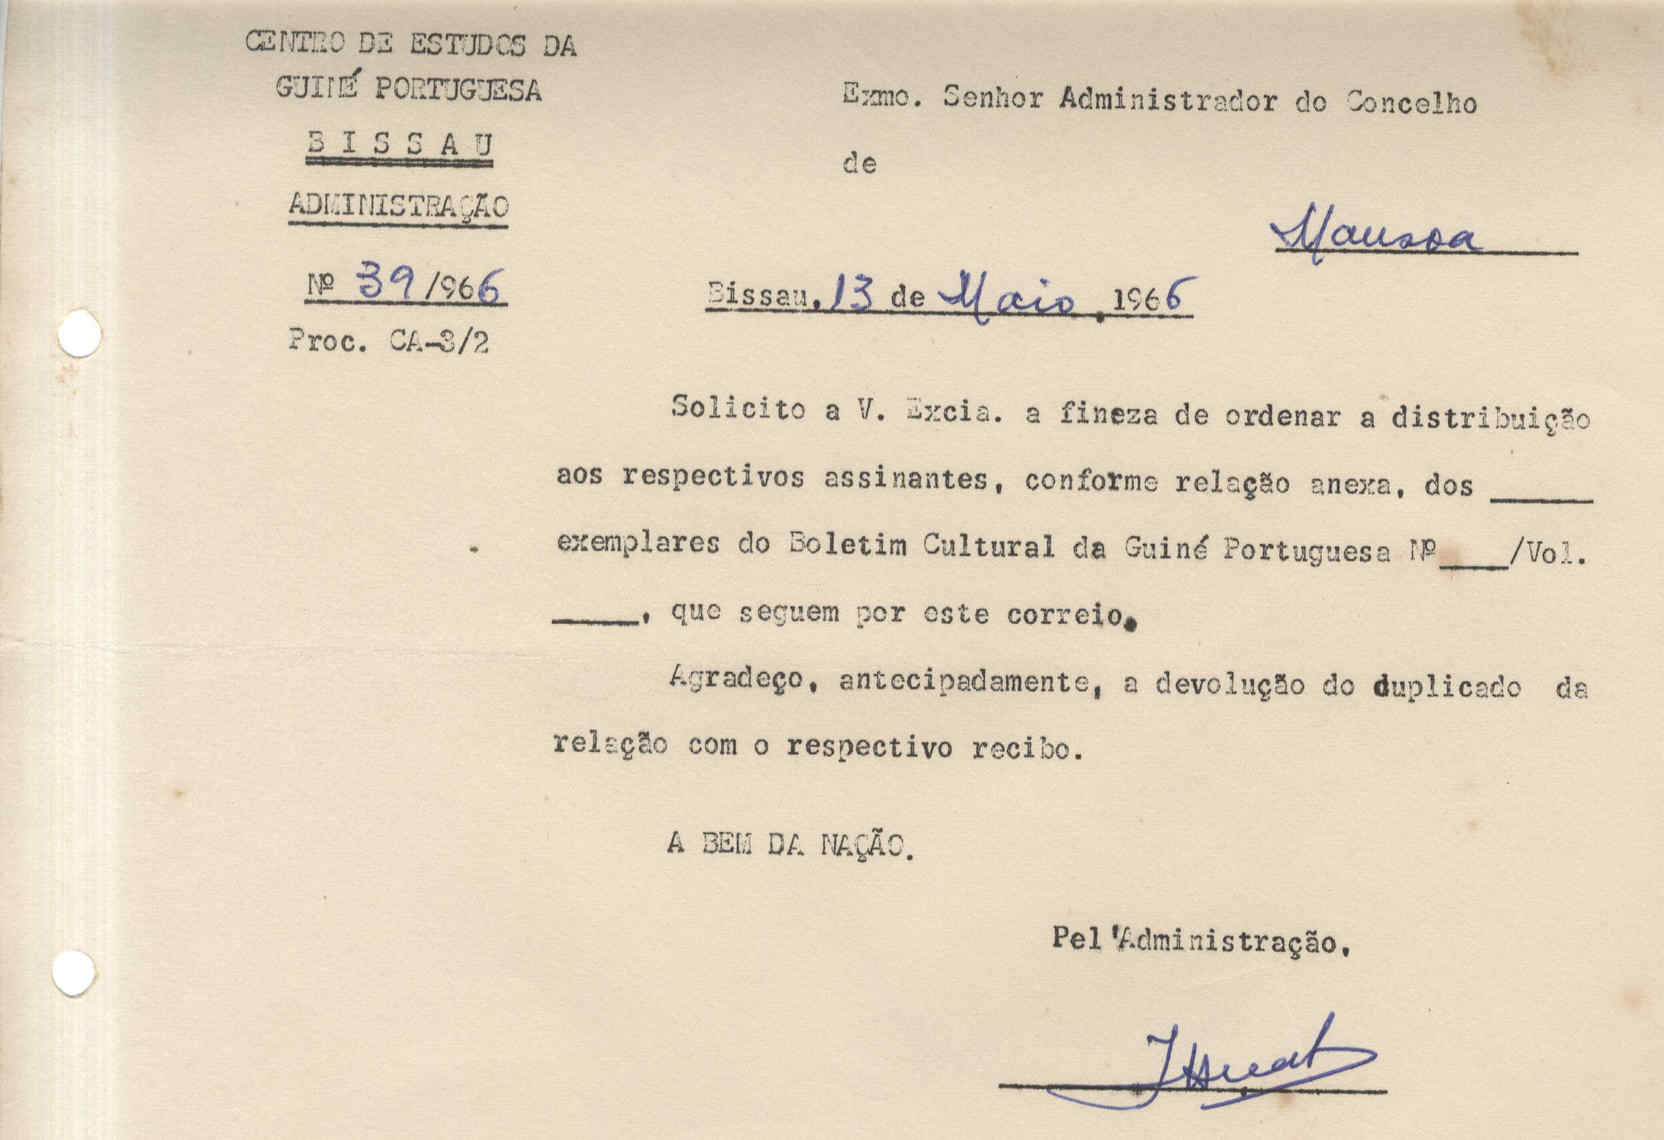 CENTRO DE ESTUDOS DA
GUINÉ PORTUGUESA
B I S S A U
ADMINISTRAÇÃO
Nº 39/966
Proc. CA-3/2
Exmo. Senhor Administrador do Concelho
de
Mansoa
Bissau, 13 de Maio, 1966
Solicito a V. Excia. a fineza de ordenar a distribuição
aos respectivos assinantes, conforme relação anexa, dos _____
exemplares do Boletim Cultural da Guiné Portuguesa Nº ___/Vol.
____, que seguem por este correio.
Agradeço, antecipadamente, a devolução do duplicado da
relação com o respectivo recibo.
A BEM DA NAÇÃO.
Pel'Administração,